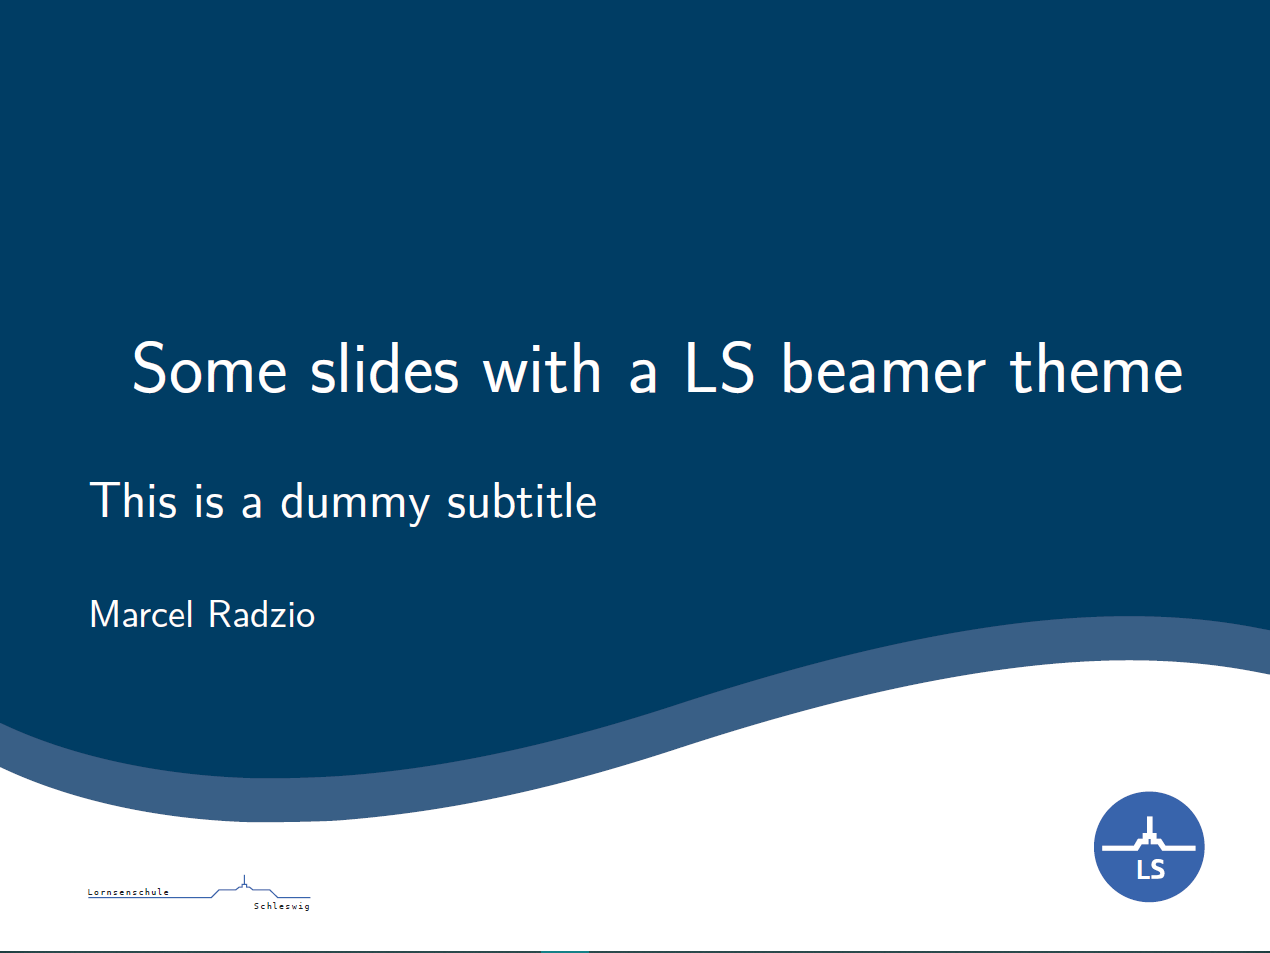 Some slides with a LS beamer theme
This is a dummy subtitle
Marcel Radzio
Lornsenschule
Schleswig
LS